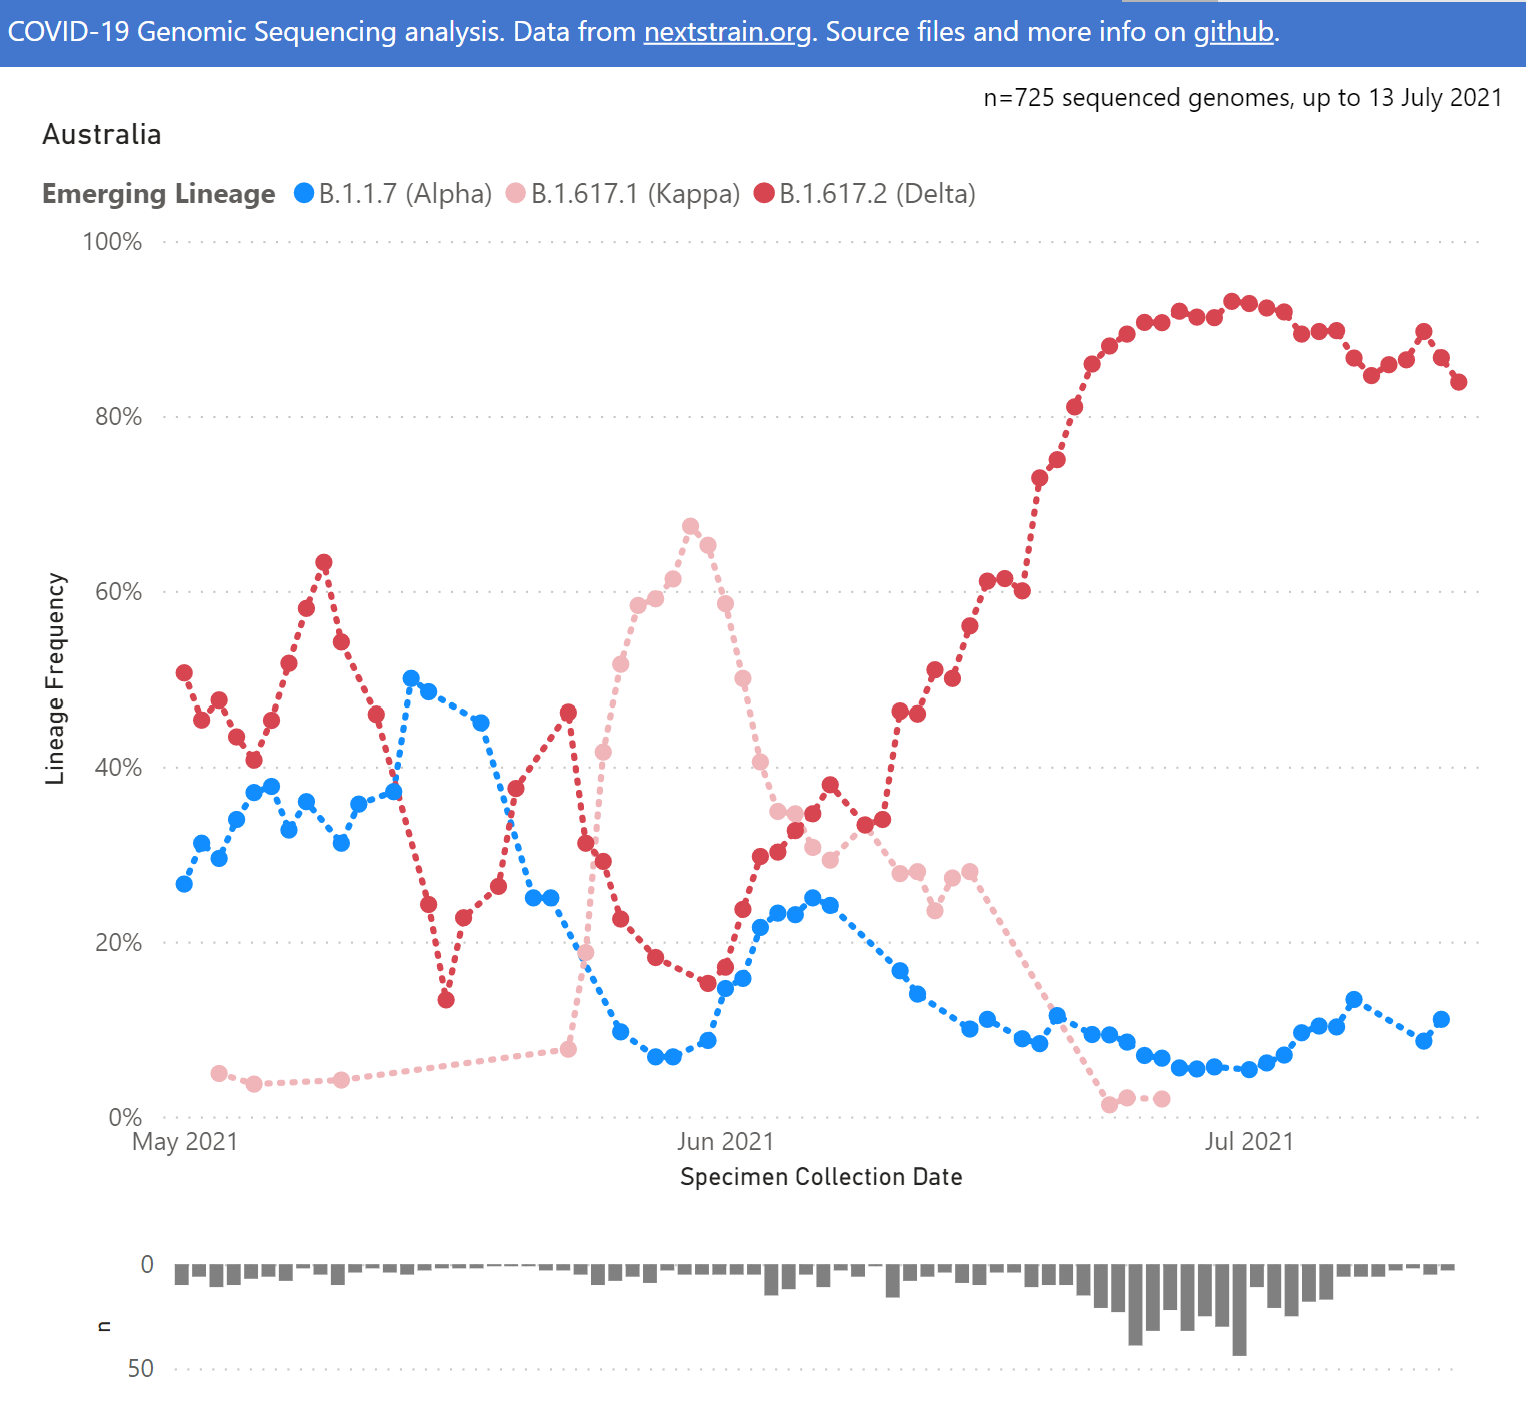 COVID-19 Genomic Sequencing analysis. Data from nextstrain.org. Source files and more info on github.
n=725 sequenced genomes, up to 13 July 2021
Australia
Emerging Lineage B.1.1.7 (Alpha) B.1.617.1 (Kappa) B.1.617.2 (Delta)
100%
80%
60%
40%
20%
0%
Lineage Frequency
May 2021 Jun 2021 Jul 2021
Specimen Collection Date
0
n
50